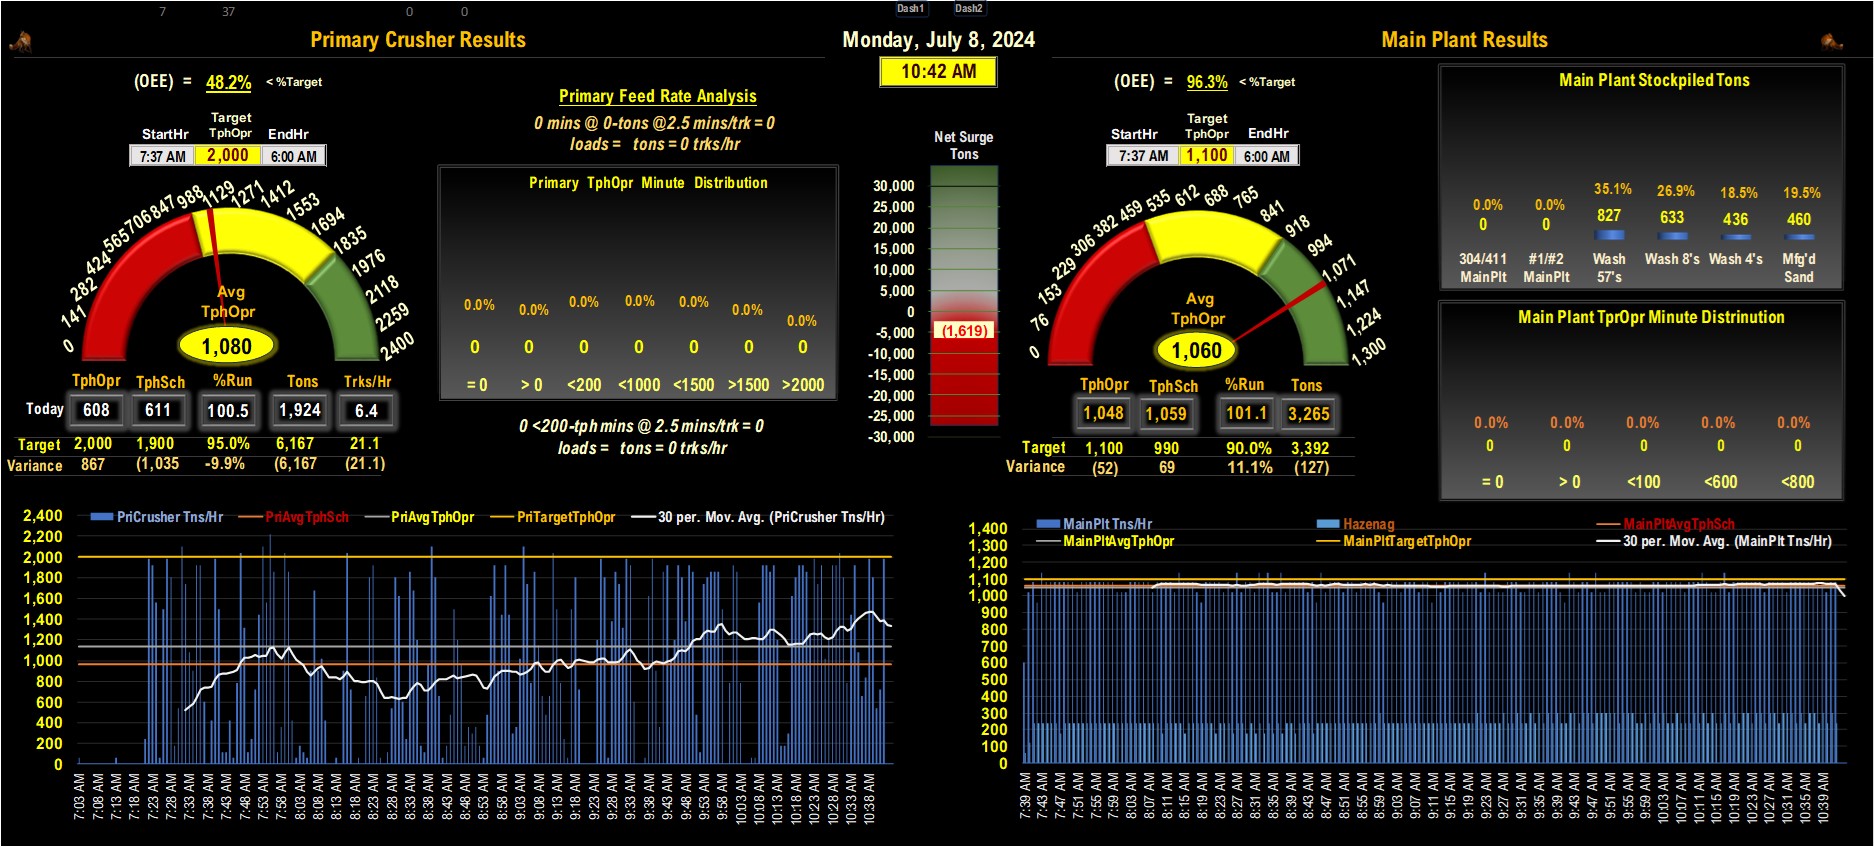 7 37 0 0 Dash1 Dash2
Primary Crusher Results
Monday, July 8, 2024
Main Plant Results
10:42 AM
(OEE) = 48.2% < %Target
Target
StartHr TphOpr EndHr
7:37 AM 2,000 6:00 AM
0 141 282 424 565 706 847 988 1129 1271 1412 1553 1694 1835 1976 2118 2259 2400
Avg
TphOpr
1,080
TphOpr TphSch %Run Tons Trks/Hr
Today 608 611 100.5 1,924 6.4
Target 2,000 1,900 95.0% 6,167 21.1
Variance 867 (1,035 -9.9% (6,167 (21.1)
Primary Feed Rate Analysis
0 mins @ 0-tons @2.5 mins/trk = 0
loads = tons = 0 trks/hr
Primary TphOpr Minute Distribution
0.0% 0.0% 0.0% 0.0% 0.0% 0.0% 0.0%
0 0 0 0 0 0 0
= 0 > 0 <200 <1000 <1500 >1500 >2000
0 <200-tph mins @ 2.5 mins/trk = 0
loads = tons = 0 trks/hr
Net Surge
Tons
30,000
25,000
20,000
15,000
10,000
5,000
0
-5,000
-10,000
-15,000
-20,000
-25,000
-30,000
(1,619)
(OEE) = 96.3% < %Target
Target
StartHr TphOpr EndHr
7:37 AM 1,100 6:00 AM
0 76 153 229 306 382 459 535 612 688 765 841 918 994 1,071 1,147 1,224 1,300
Avg
TphOpr
1,060
TphOpr TphSch %Run Tons
1,048 1,059 101.1 3,265
Target 1,100 990 90.0% 3,392
Variance (52) 69 11.1% (127)
Main Plant Stockpiled Tons
0.0% 0.0% 35.1% 26.9% 18.5% 19.5%
0 0 827 633 436 460
304/411 #1/#2 Wash Wash 8's Wash 4's Mfg'd
MainPlt MainPlt 57's Sand
Main Plant TprOpr Minute Distrinution
0.0% 0.0% 0.0% 0.0% 0.0%
0 0 0 0 0
= 0 > 0 <100 <600 <800
PriCrusher Tns/Hr PriAvgTphSch PriAvgTphOpr PriTargetTphOpr 30 per. Mov. Avg. (PriCrusher Tns/Hr)
2,400
2,200
2,000
1,800
1,600
1,400
1,200
1,000
800
600
400
200
0
7:03 AM 7:08 AM 7:13 AM 7:18 AM 7:23 AM 7:28 AM 7:33 AM 7:38 AM 7:43 AM 7:48 AM 7:53 AM 7:58 AM 8:03 AM 8:08 AM 8:13 AM 8:18 AM 8:23 AM 8:28 AM 8:33 AM 8:38 AM 8:43 AM 8:48 AM 8:53 AM 8:58 AM 9:03 AM 9:08 AM 9:13 AM 9:18 AM 9:23 AM 9:28 AM 9:33 AM 9:38 AM 9:43 AM 9:48 AM 9:53 AM 9:58 AM 10:03 AM 10:08 AM 10:13 AM 10:18 AM 10:23 AM 10:28 AM 10:33 AM 10:38 AM
MainPlt Tns/Hr Hazenag MainPltAvgTphSch
MainPltAvgTphOpr MainPltTargetTphOpr 30 per. Mov. Avg. (MainPlt Tns/Hr)
1,400
1,300
1,200
1,100
1,000
900
800
700
600
500
400
300
200
100
0
7:39 AM 7:43 AM 7:47 AM 7:51 AM 7:55 AM 7:59 AM 8:03 AM 8:07 AM 8:11 AM 8:15 AM 8:19 AM 8:23 AM 8:27 AM 8:31 AM 8:35 AM 8:39 AM 8:43 AM 8:47 AM 8:51 AM 8:55 AM 8:59 AM 9:03 AM 9:07 AM 9:11 AM 9:15 AM 9:19 AM 9:23 AM 9:27 AM 9:31 AM 9:35 AM 9:39 AM 9:43 AM 9:47 AM 9:51 AM 9:55 AM 9:59 AM 10:03 AM 10:07 AM 10:11 AM 10:15 AM 10:19 AM 10:23 AM 10:27 AM 10:31 AM 10:35 AM 10:39 AM